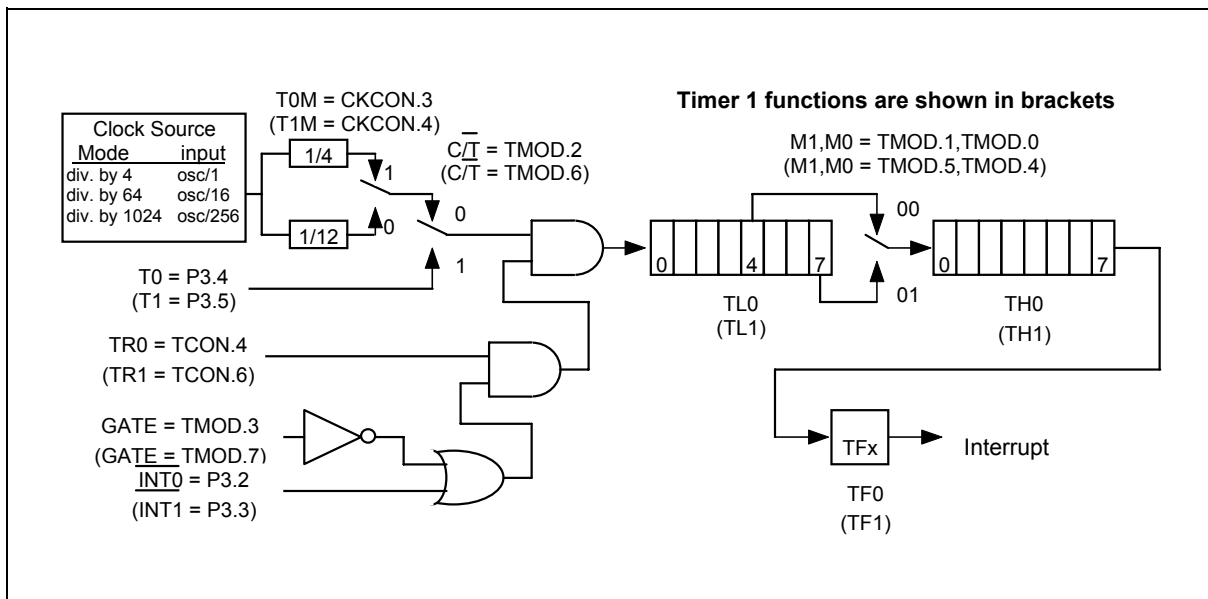 T0M = CKCON.3
(T1M = CKCON.4)
Timer 1 functions are shown in brackets
Clock Source
Mode input
div. by 4 osc/1
div. by 64 osc/16
div. by 1024 osc/256
1/4
1/12
1
0
C/T̅ = TMOD.2
(C/T̅ = TMOD.6)
0
1
M1,M0 = TMOD.1,TMOD.0
(M1,M0 = TMOD.5,TMOD.4)
00
01
0 4 7
0 7
T0 = P3.4
(T1 = P3.5)
TL0
(TL1)
TH0
(TH1)
TR0 = TCON.4
(TR1 = TCON.6)
GATE = TMOD.3
(GATE = TMOD.7)
I̅N̅T̅0̅ = P3.2
(I̅N̅T̅1̅ = P3.3)
TFx
Interrupt
TF0
(TF1)